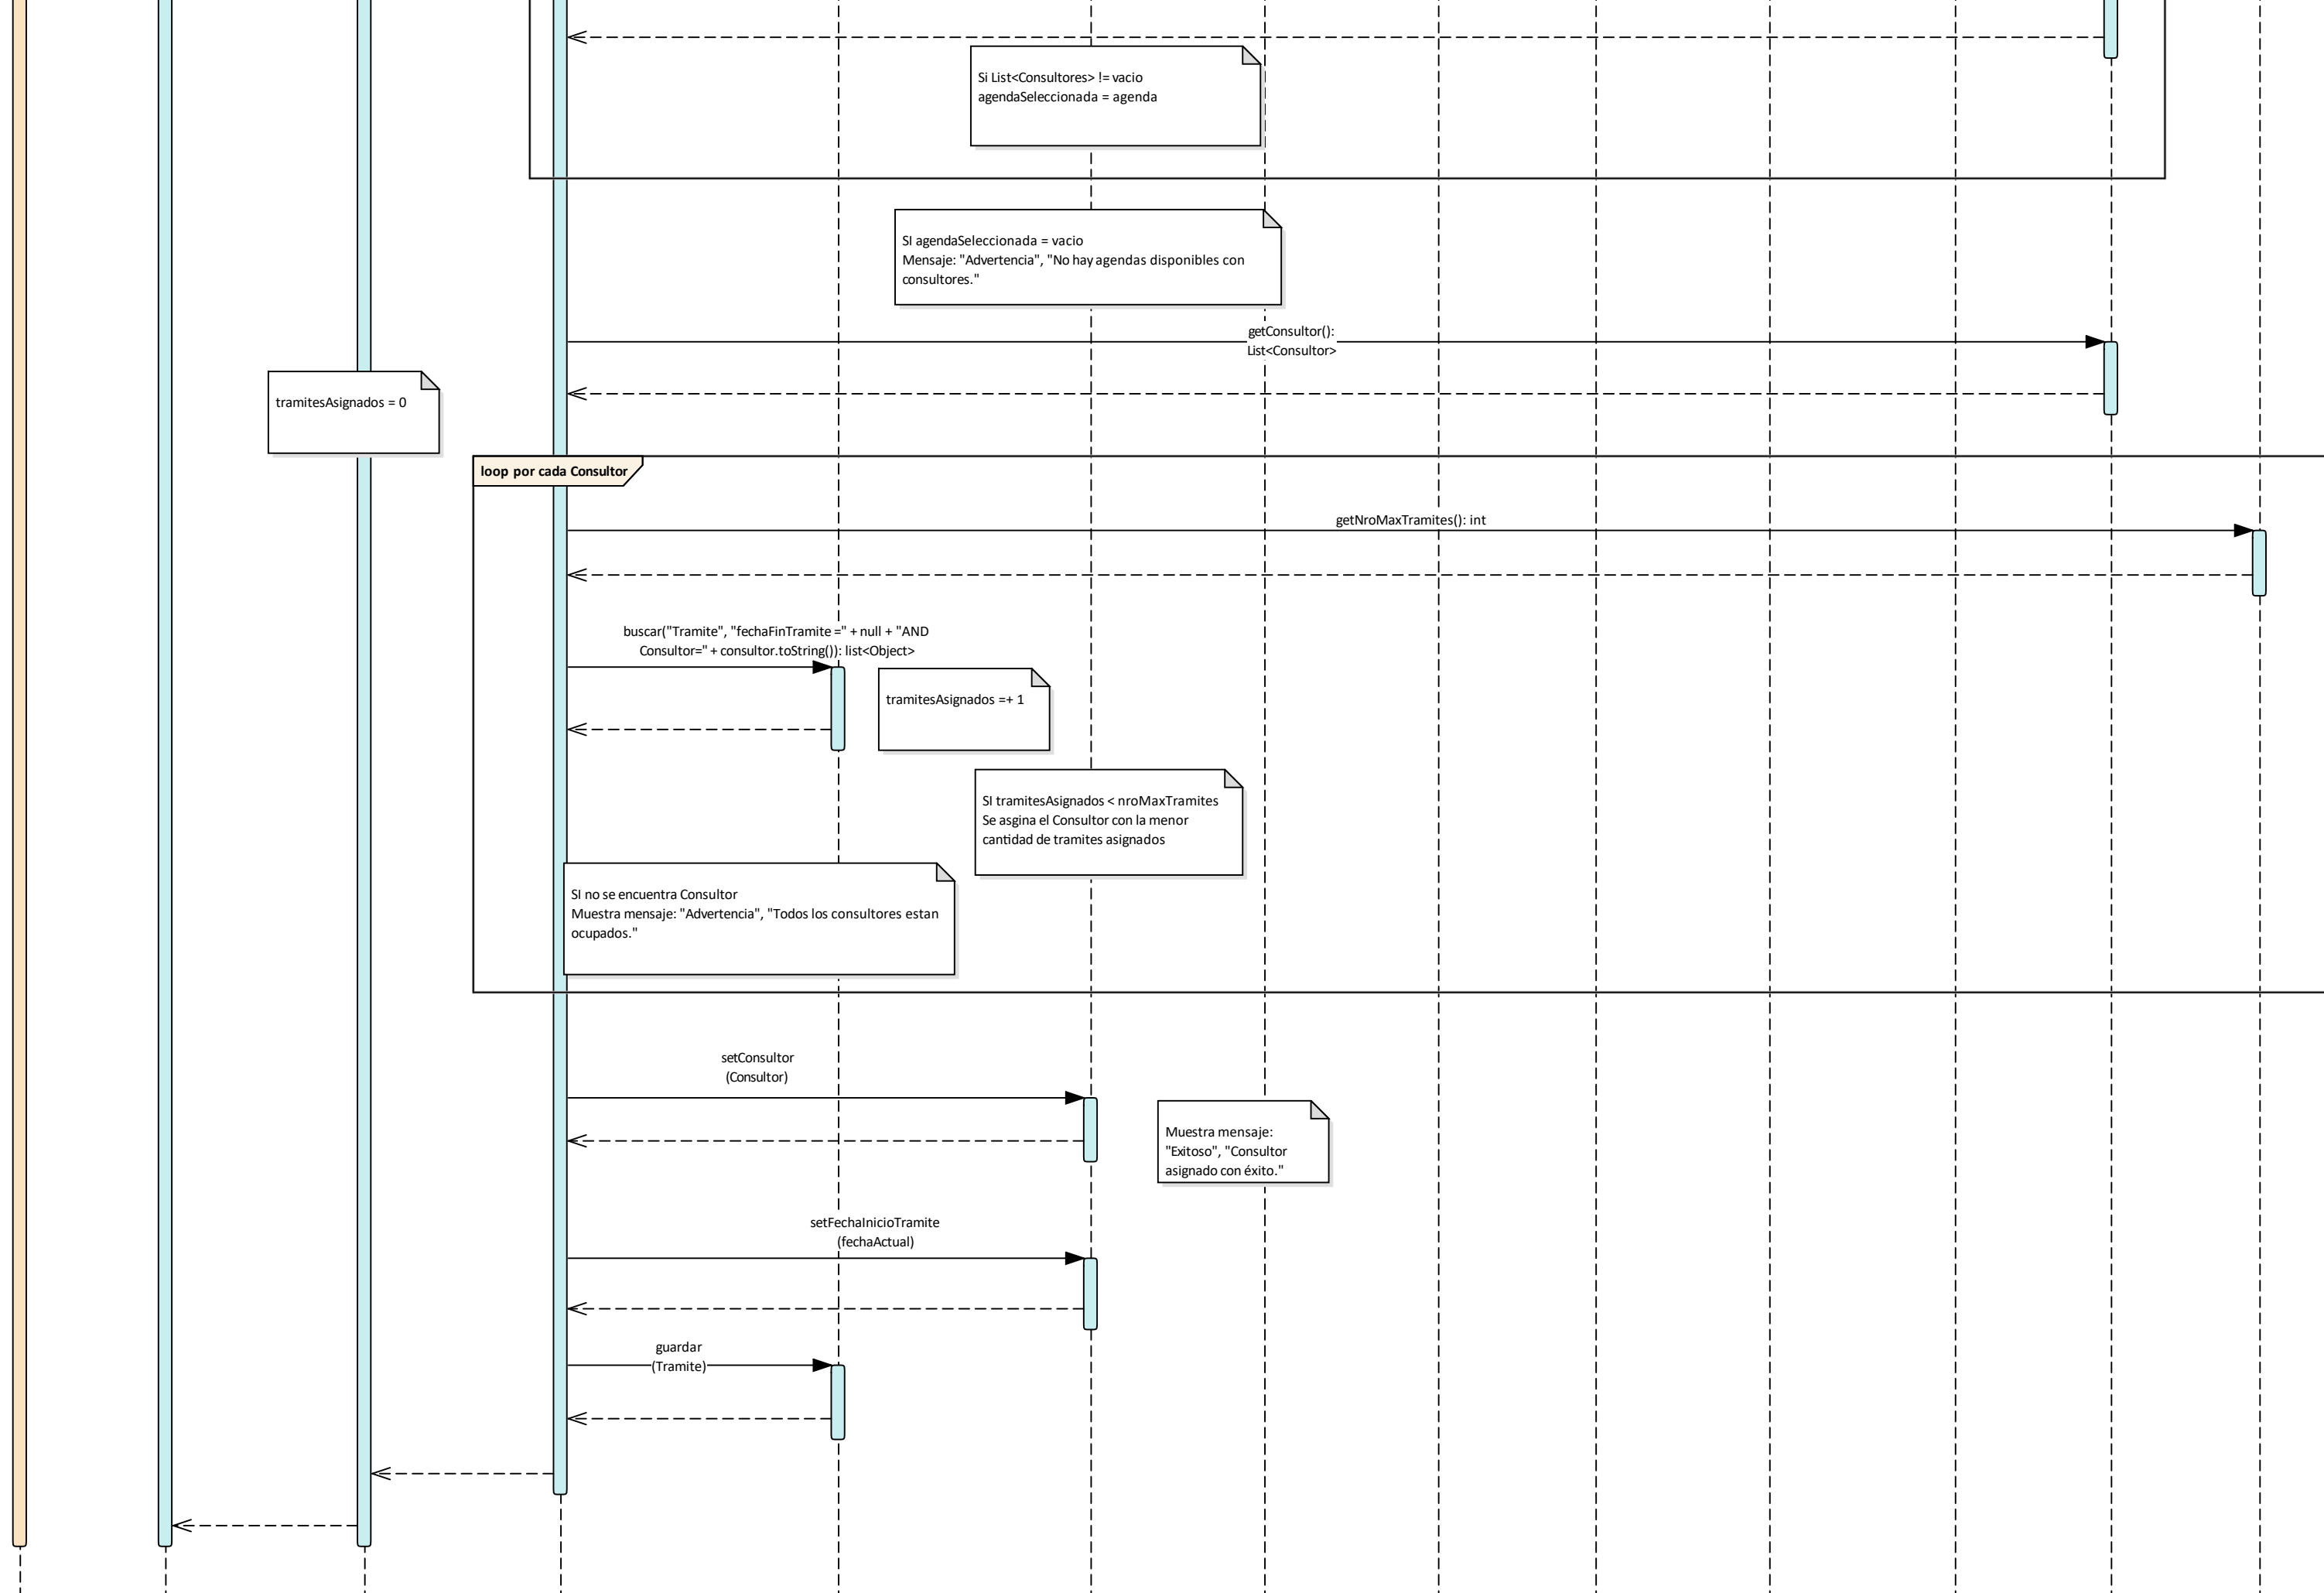 Si List<Consultores> != vacio
agendaSeleccionada = agenda
SI agendaSeleccionada = vacio
Mensaje: "Advertencia", "No hay agendas disponibles con
consultores."
getConsultor():
List<Consultor>
tramitesAsignados = 0
loop por cada Consultor
getNroMaxTramites(): int
buscar("Tramite", "fechaFinTramite =" + null + "AND
Consultor=" + consultor.toString()): list<Object>
tramitesAsignados =+ 1
SI tramitesAsignados < nroMaxTramites
Se asgina el Consultor con la menor
cantidad de tramites asignados
SI no se encuentra Consultor
Muestra mensaje: "Advertencia", "Todos los consultores estan
ocupados."
setConsultor
(Consultor)
Muestra mensaje:
"Exitoso", "Consultor
asignado con éxito."
setFechaInicioTramite
(fechaActual)
guardar
(Tramite)